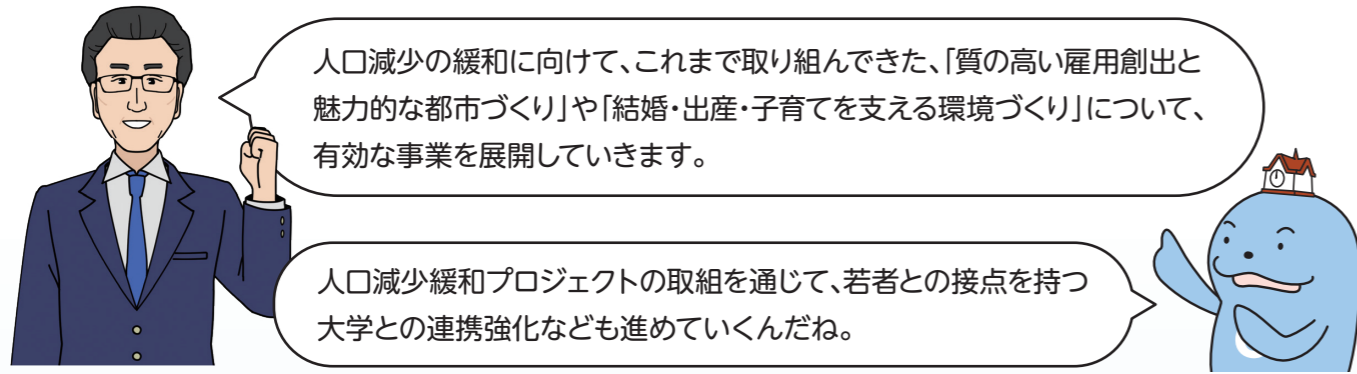 人口減少の緩和に向けて、これまで取り組んできた、「質の高い雇用創出と
魅力的な都市づくり」や「結婚・出産・子育てを支える環境づくり」について、
有効な事業を展開していきます。
人口減少緩和プロジェクトの取組を通じて、若者との接点を持つ
大学との連携強化なども進めていくんだね。